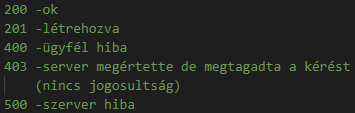 200 -ok
201 -létrehozva
400 -ügyfél hiba
403 -server megértette de megtagadta a kérést
(nincs jogosultság)
500 -szerver hiba